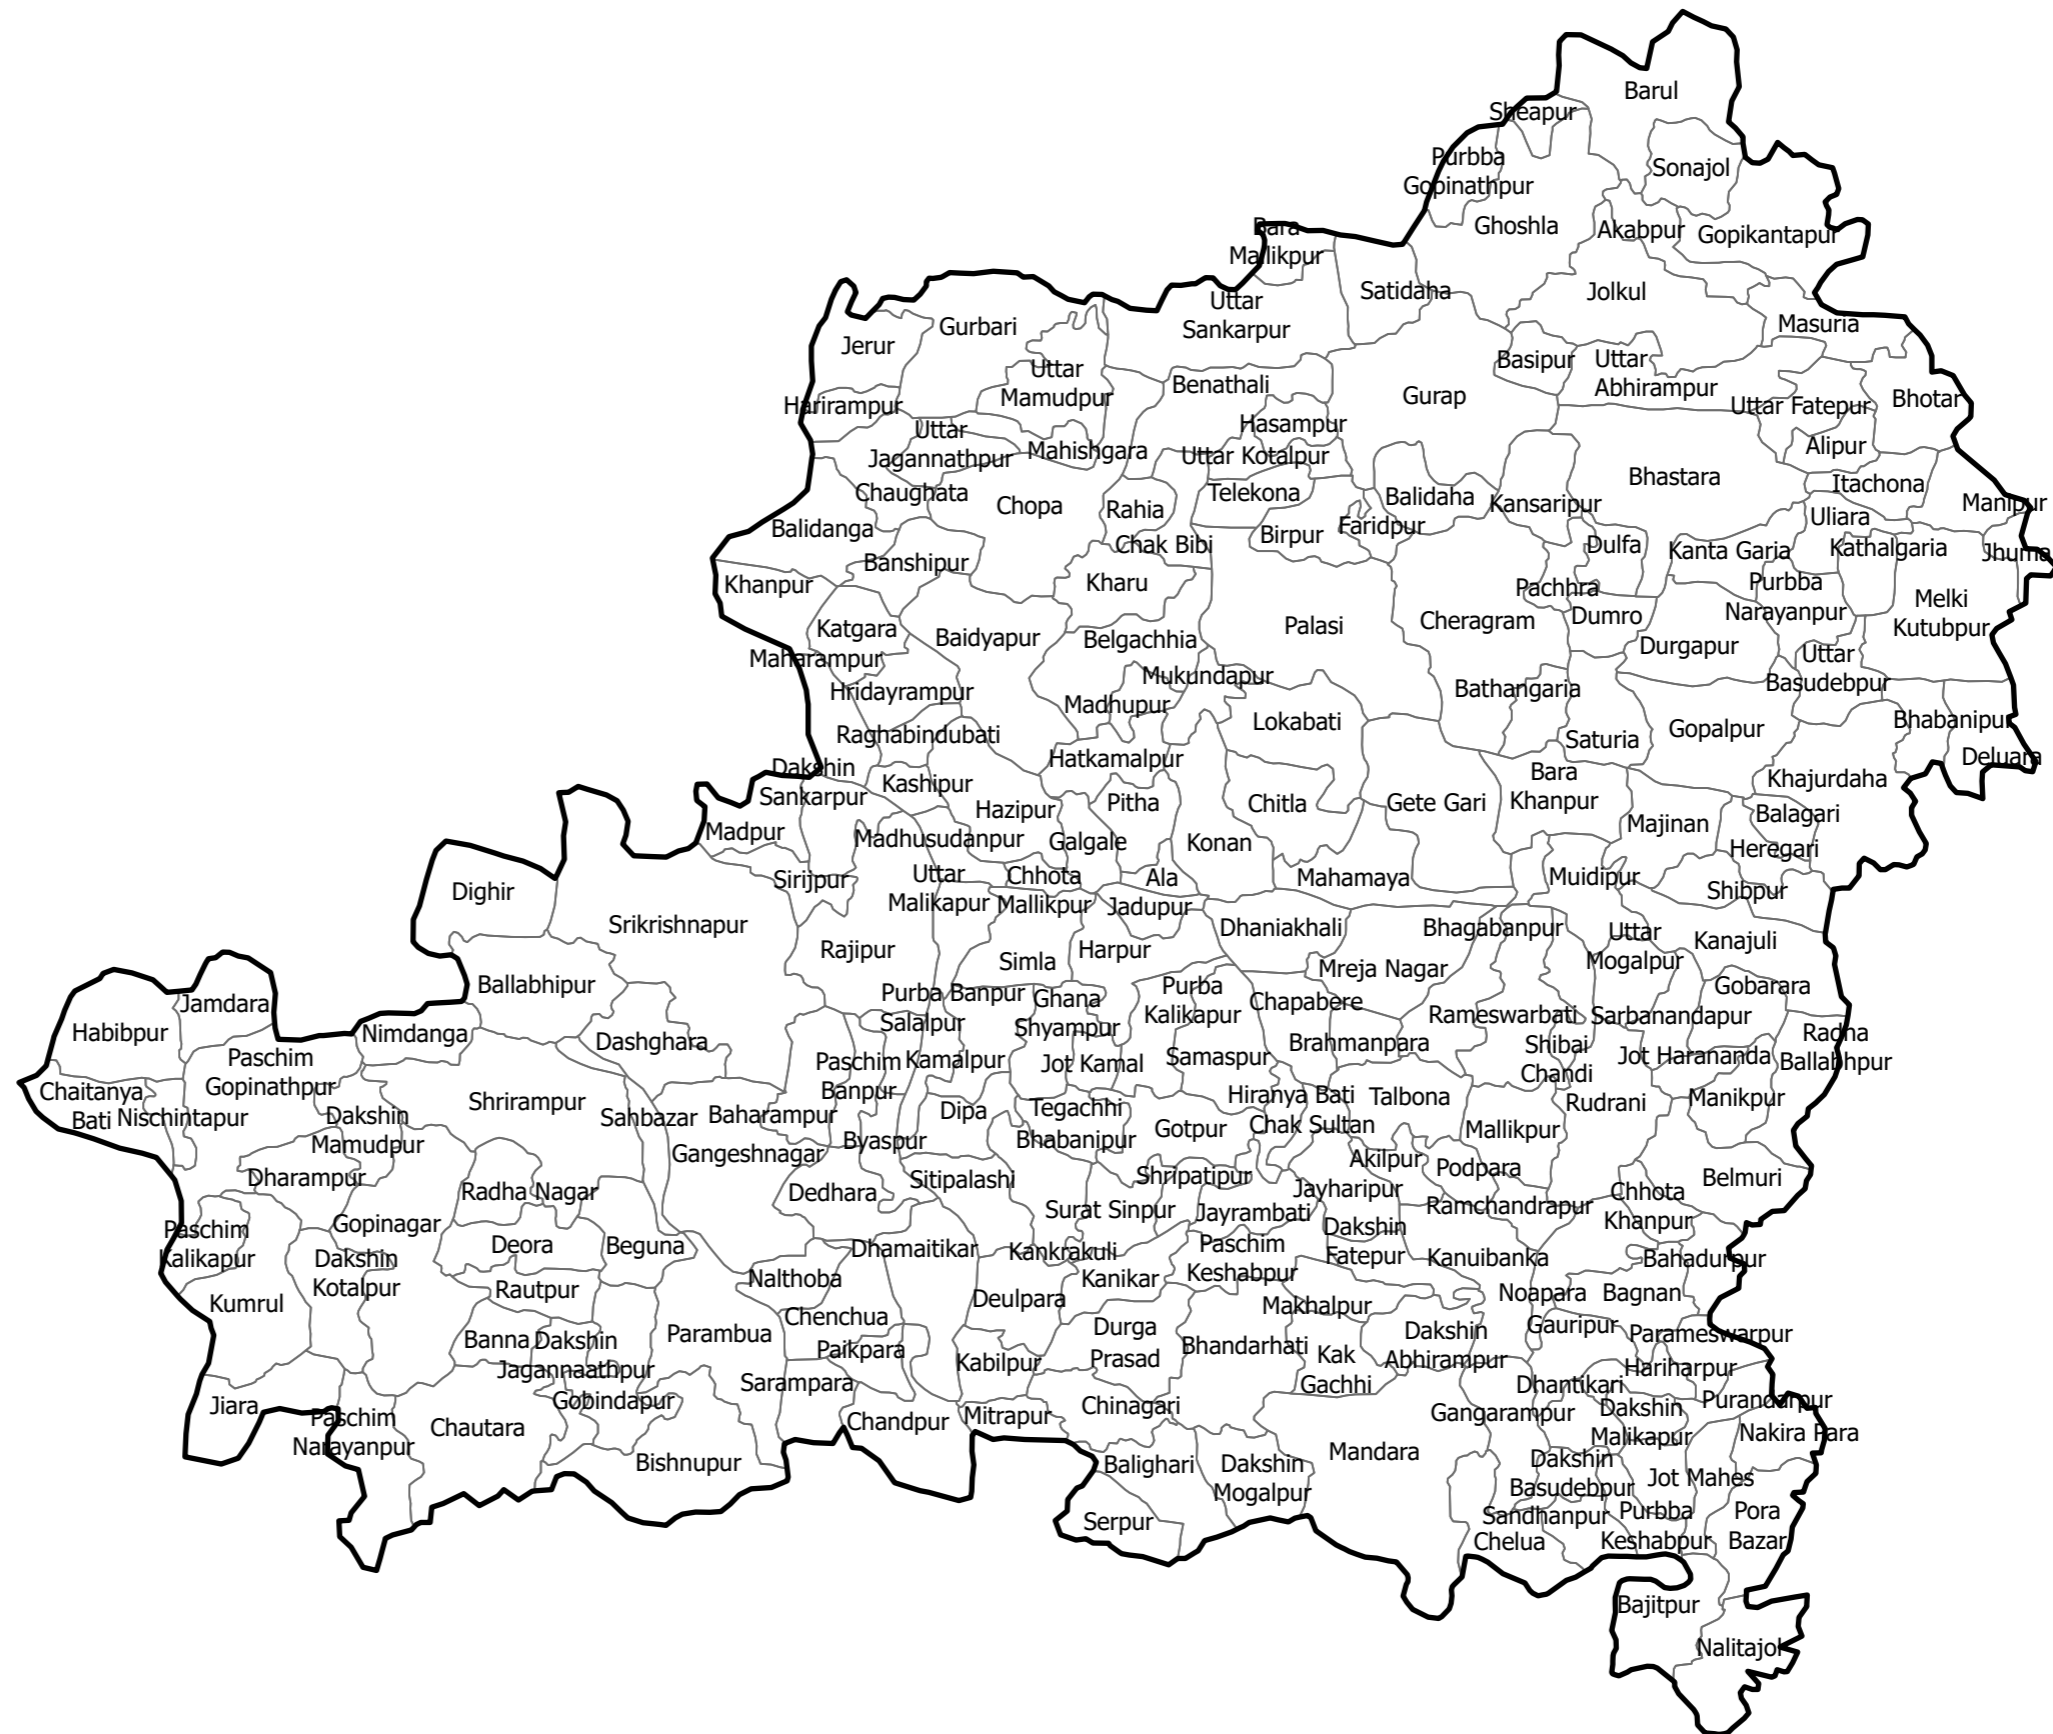 Barul
Sheapur
Purbba
Gopinathpur
Sonajol
Ghoshla
Akabpur
Gopikantapur
Bara
Mallikpur
Satidaha
Jolkul
Uttar
Sankarpur
Masuria
Gurbari
Jerur
Uttar
Mamudpur
Benathali
Basipur
Uttar
Abhirampur
Gurap
Harirampur
Uttar Fatepur
Bhotar
Hasampur
Uttar
Jagannathpur
Mahishgara
Uttar Kotalpur
Alipur
Bhastara
Itachona
Chaughata
Chopa
Rahia
Telekona
Balidaha
Kansaripur
Manipur
Balidanga
Birpur
Faridpur
Uliara
Chak Bibi
Dulfa
Kanta Garia
Kathalgaria
Jhuma
Banshipur
Khanpur
Kharu
Pachhra
Purbba
Narayanpur
Melki
Kutubpur
Katgara
Baidyapur
Belgachhia
Palasi
Cheragram
Dumro
Durgapur
Uttar
Basudebpur
Maharampur
Mukundapur
Hridayrampur
Madhupur
Bathangaria
Lokabati
Gopalpur
Bhabanipur
Raghabindubati
Saturia
Hatkamalpur
Deluara
Dakshin
Sankarpur
Kashipur
Bara
Khanpur
Khajurdaha
Hazipur
Pitha
Chitla
Gete Gari
Balagari
Majinan
Madpur
Madhusudanpur
Galgale
Konan
Heregari
Sirijpur
Uttar
Malikapur
Chhota
Mallikpur
Ala
Mahamaya
Muidipur
Shibpur
Dighir
Jadupur
Srikrishnapur
Dhaniakhali
Bhagabanpur
Uttar
Mogalpur
Kanajuli
Rajipur
Simla
Harpur
Mreja Nagar
Ballabhipur
Purba Banpur
Ghana
Shyampur
Purba
Kalikapur
Chapabere
Gobarara
Jamdara
Salalpur
Rameswarbati
Sarbanandapur
Habibpur
Nimdanga
Dashghara
Brahmanpara
Radha
Ballabhpur
Paschim
Gopinathpur
Paschim
Banpur
Kamalpur
Jot Kamal
Samaspur
Shibai
Chandi
Jot Harananda
Chaitanya
Bati
Nischintapur
Shrirampur
Sahbazar
Baharampur
Dipa
Tegachhi
Bhabanipur
Hiranya Bati
Talbona
Rudrani
Manikpur
Dakshin
Mamudpur
Gotpur
Chak Sultan
Mallikpur
Byaspur
Gangeshnagar
Akilpur
Podpara
Dharampur
Sitipalashi
Shripatipur
Belmuri
Radha Nagar
Dedhara
Jayharipur
Chhota
Khanpur
Ramchandrapur
Surat Sinpur
Jayrambati
Paschim
Kalikapur
Gopinagar
Dakshin
Fatepur
Deora
Beguna
Dhamaitikar
Kankrakuli
Paschim
Keshabpur
Kanuibanka
Bahadurpur
Dakshin
Kotalpur
Nalthoba
Kanikar
Rautpur
Deulpara
Noapara
Bagnan
Kumrul
Makhalpur
Chenchua
Banna
Dakshin
Jagannaathpur
Parambua
Paikpara
Durga
Prasad
Bhandarhati
Kak
Gachhi
Dakshin
Abhirampur
Gauripur
Parameswarpur
Kabilpur
Hariharpur
Sarampara
Dhantikari
Gobindapur
Purandarpur
Jiara
Paschim
Narayanpur
Chautara
Chandpur
Mitrapur
Chinagari
Gangarampur
Dakshin
Malikapur
Nakira Para
Bishnupur
Balighari
Dakshin
Mogalpur
Mandara
Dakshin
Basudebpur
Jot Mahes
Serpur
Sandhanpur
Purbba
Keshabpur
Pora
Bazar
Chelua
Bajitpur
Nalitajol